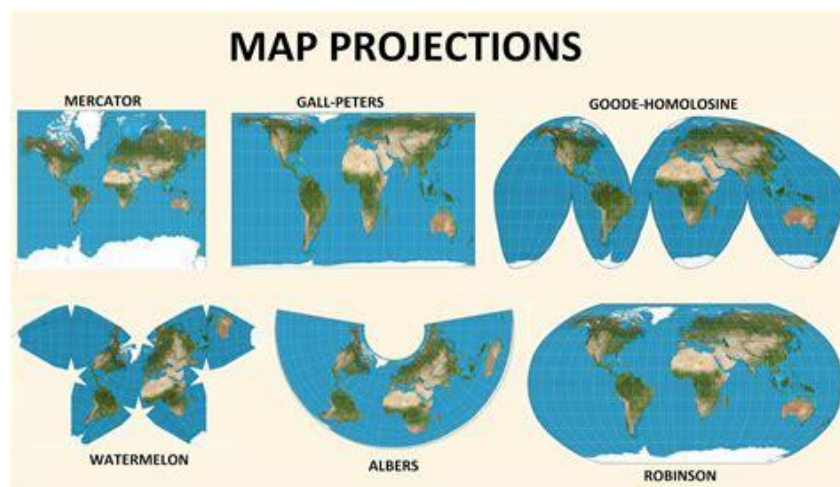 MAP PROJECTIONS
MERCATOR
GALL-PETERS
GOODE-HOMOLOSINE
WATERMELON
ALBERS
ROBINSON